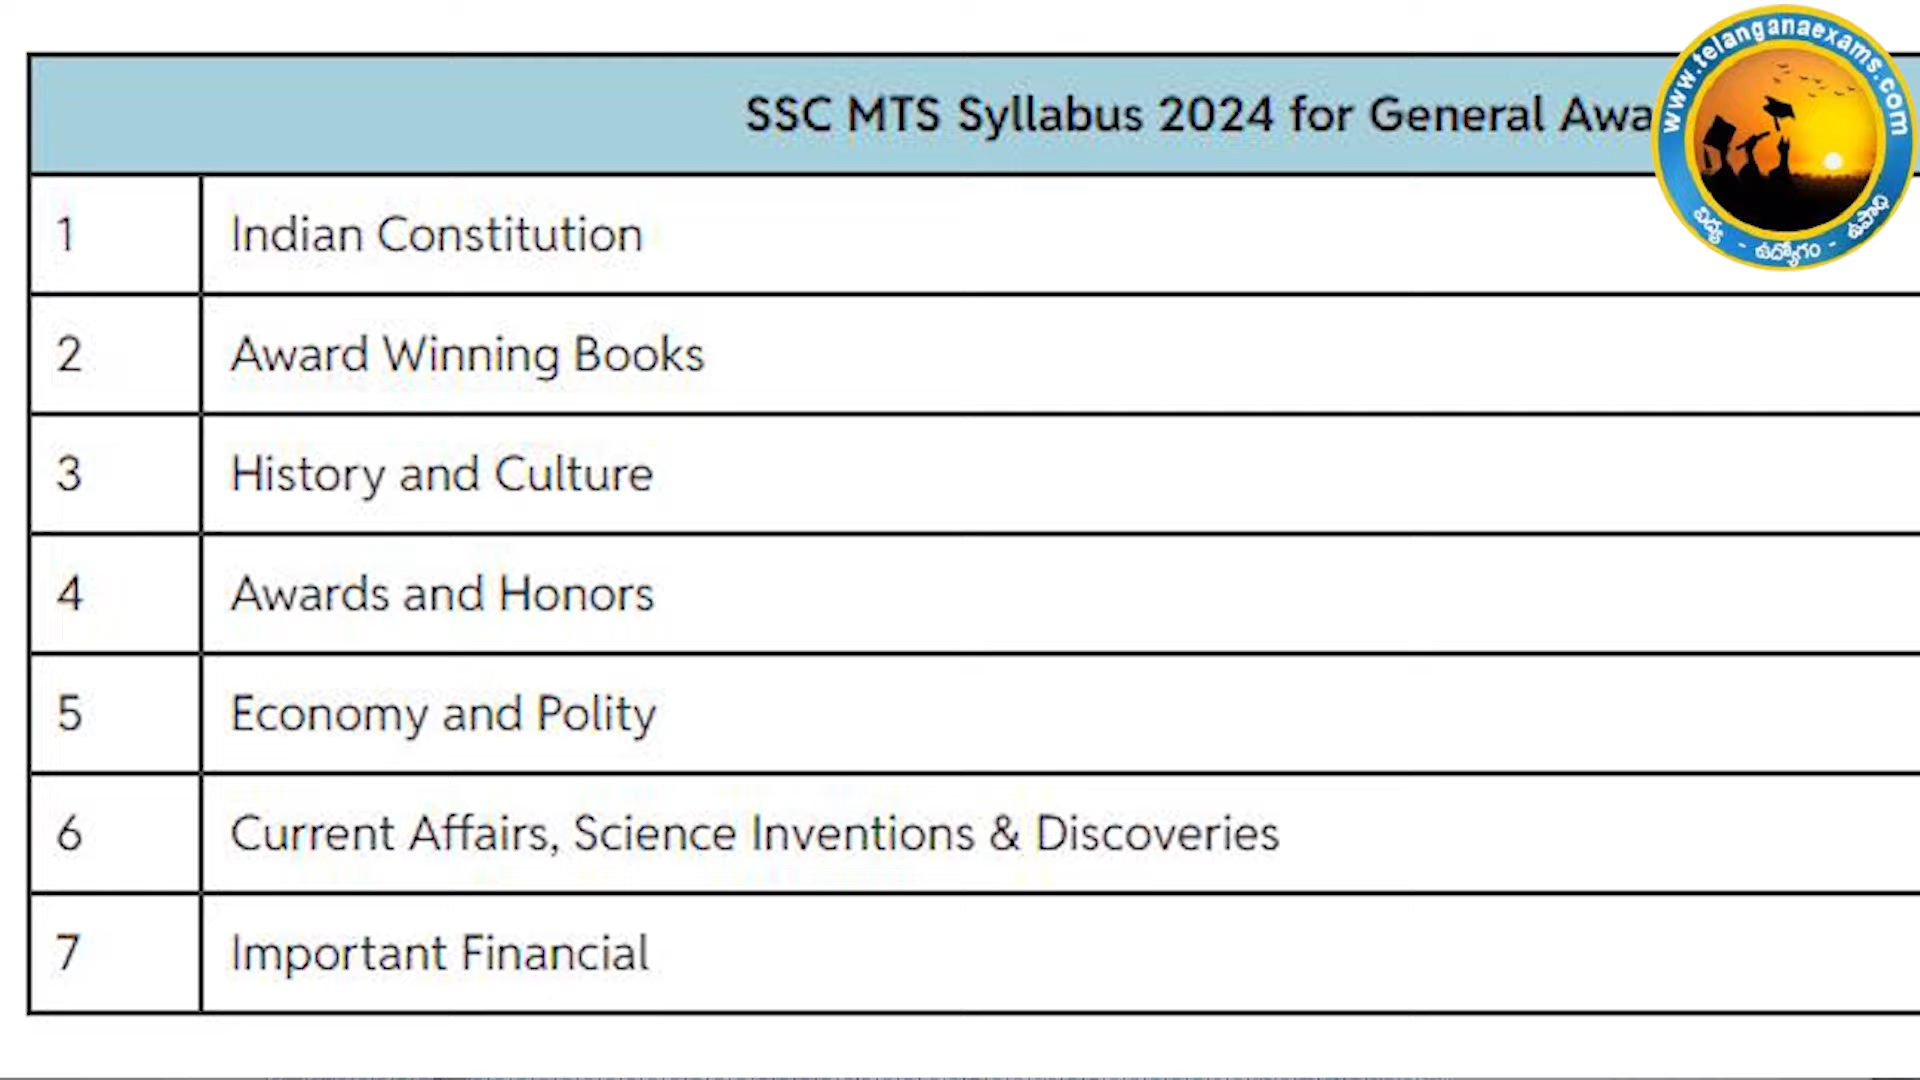 SSC MTS Syllabus 2024 for General Awa
www.telanganaexams.com
విద్య - ఉద్యోగం - ఉపాధి
1 Indian Constitution
2 Award Winning Books
3 History and Culture
4 Awards and Honors
5 Economy and Polity
6 Current Affairs, Science Inventions & Discoveries
7 Important Financial